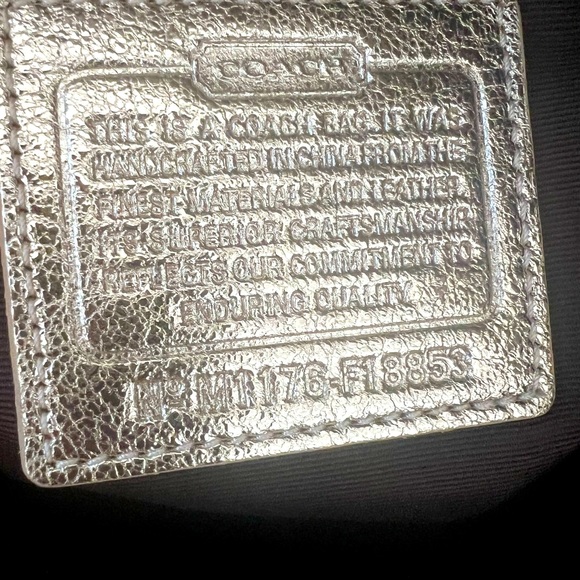 COACH
THIS IS A COACH BAG. IT WAS
HANDCRAFTED IN CHINA FROM THE
FINEST MATERIALS AND LEATHER.
ITS SUPERIOR CRAFTSMANSHIP
REFLECTS OUR COMMITMENT TO
ENDURING QUALITY.
Nº M1176-F18853